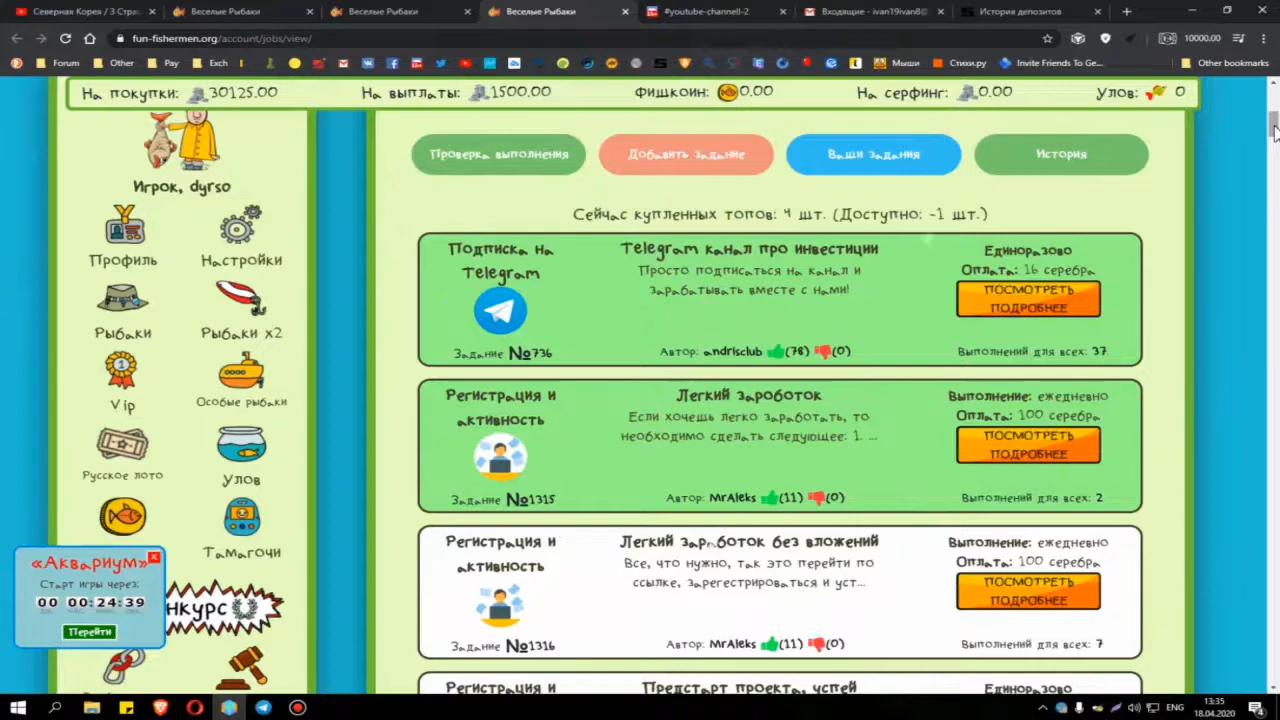 Северная Корея / 3 Стра
Веселые Рыбаки
Веселые Рыбаки
Веселые Рыбаки
#youtube-channell-2
Входящие - ivan19ivan8@
История депозитов
fun-fishermen.org/account/jobs/view/
10000.00
Forum
Other
Pay
Exch
Мыши
Стихи.ру
Invite Friends To Ge...
Other bookmarks
На покупки: 30125.00
На выплаты: 1500.00
Фишкоин: 0.00
На серфинг: 0.00
Улов: 0
Игрок, dyrso
Профиль
Настройки
Рыбаки
Рыбаки x2
Vip
Особые рыбаки
Русское лото
Улов
Тамагочи
нкурс
«Аквариум»
Старт игры через:
00 00:24:39
Перейти
Проверка выполнения
Добавить задание
Ваши задания
История
Сейчас купленных топов: 4 шт. (Доступно: -1 шт.)
Подписка на
Telegram
Задание №736
Telegram канал про инвестиции
Просто подписаться на канал и
зарабатывать вместе с нами!
Автор: andrisclub (78) (0)
Единоразово
Оплата: 16 серебра
ПОСМОТРЕТЬ
ПОДРОБНЕЕ
Выполнений для всех: 37
Регистрация и
активность
Задание №1315
Легкий зароботок
Если хочешь легко заработать, то
необходимо сделать следующее: 1. ...
Автор: MrAleks (11) (0)
Выполнение: ежедневно
Оплата: 100 серебра
ПОСМОТРЕТЬ
ПОДРОБНЕЕ
Выполнений для всех: 2
Регистрация и
активность
Задание №1316
Легкий зароботок без вложений
Все, что нужно, так это перейти по
ссылке, зарегестрироваться и уст...
Автор: MrAleks (11) (0)
Выполнение: ежедневно
Оплата: 100 серебра
ПОСМОТРЕТЬ
ПОДРОБНЕЕ
Выполнений для всех: 7
Регистрация и
Предстарт проекта, успей
Единоразово
ENG
13:35
18.04.2020
4